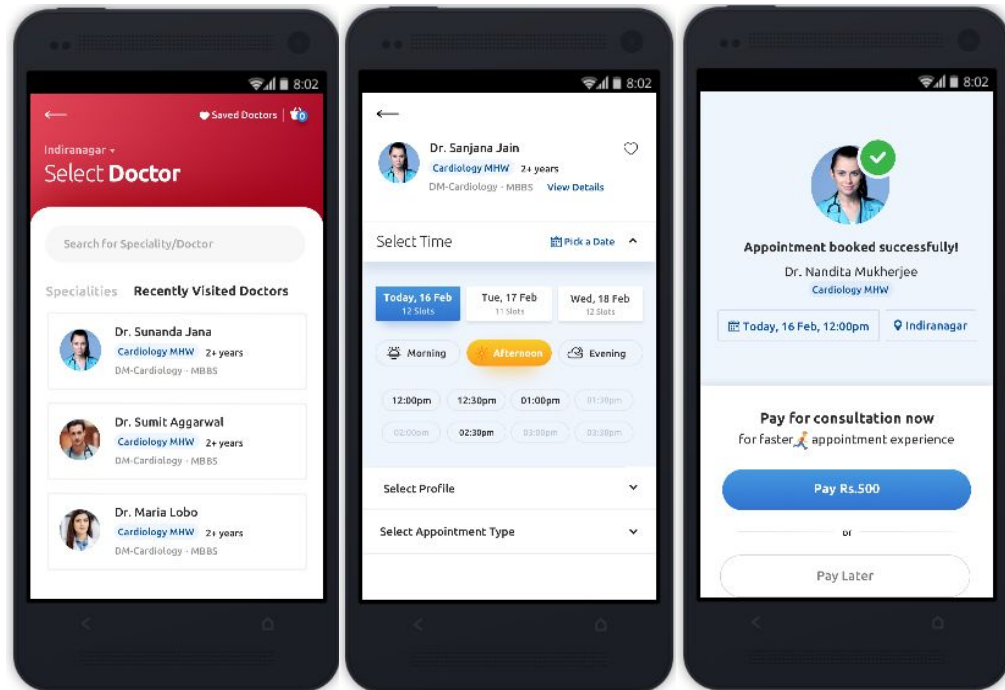 8:02
Saved Doctors | 0
Indiranagar
Select Doctor
Search for Speciality/Doctor
Specialities Recently Visited Doctors
Dr. Sunanda Jana
Cardiology MHW 2+ years
DM-Cardiology - MBBS
Dr. Sumit Aggarwal
Cardiology MHW 2+ years
DM-Cardiology - MBBS
Dr. Maria Lobo
Cardiology MHW 2+ years
DM-Cardiology - MBBS
8:02
Dr. Sanjana Jain
Cardiology MHW 2+ years
DM-Cardiology - MBBS View Details
Select Time Pick a Date
Today, 16 Feb Tue, 17 Feb Wed, 18 Feb
12 Slots 11 Slots 12 Slots
Morning Afternoon Evening
12:00pm 12:30pm 01:00pm 01:30pm
02:00pm 02:30pm 03:00pm 03:30pm
Select Profile
Select Appointment Type
8:02
Appointment booked successfully!
Dr. Nandita Mukherjee
Cardiology MHW
Today, 16 Feb, 12:00pm Indiranagar
Pay for consultation now
for faster appointment experience
Pay Rs.500
or
Pay Later